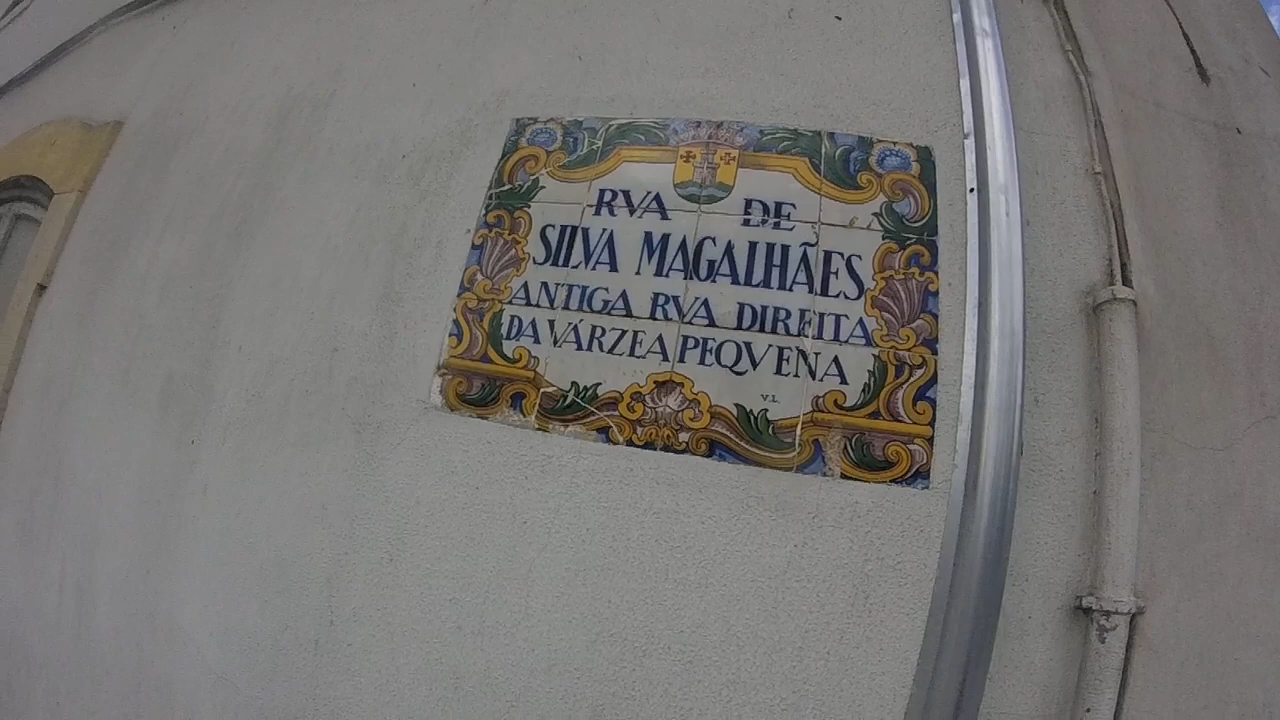 RVA DE
SILVA MAGALHÃES
ANTIGA RVA DIREITA
DA VÁRZEA PEQVENA
V.L.